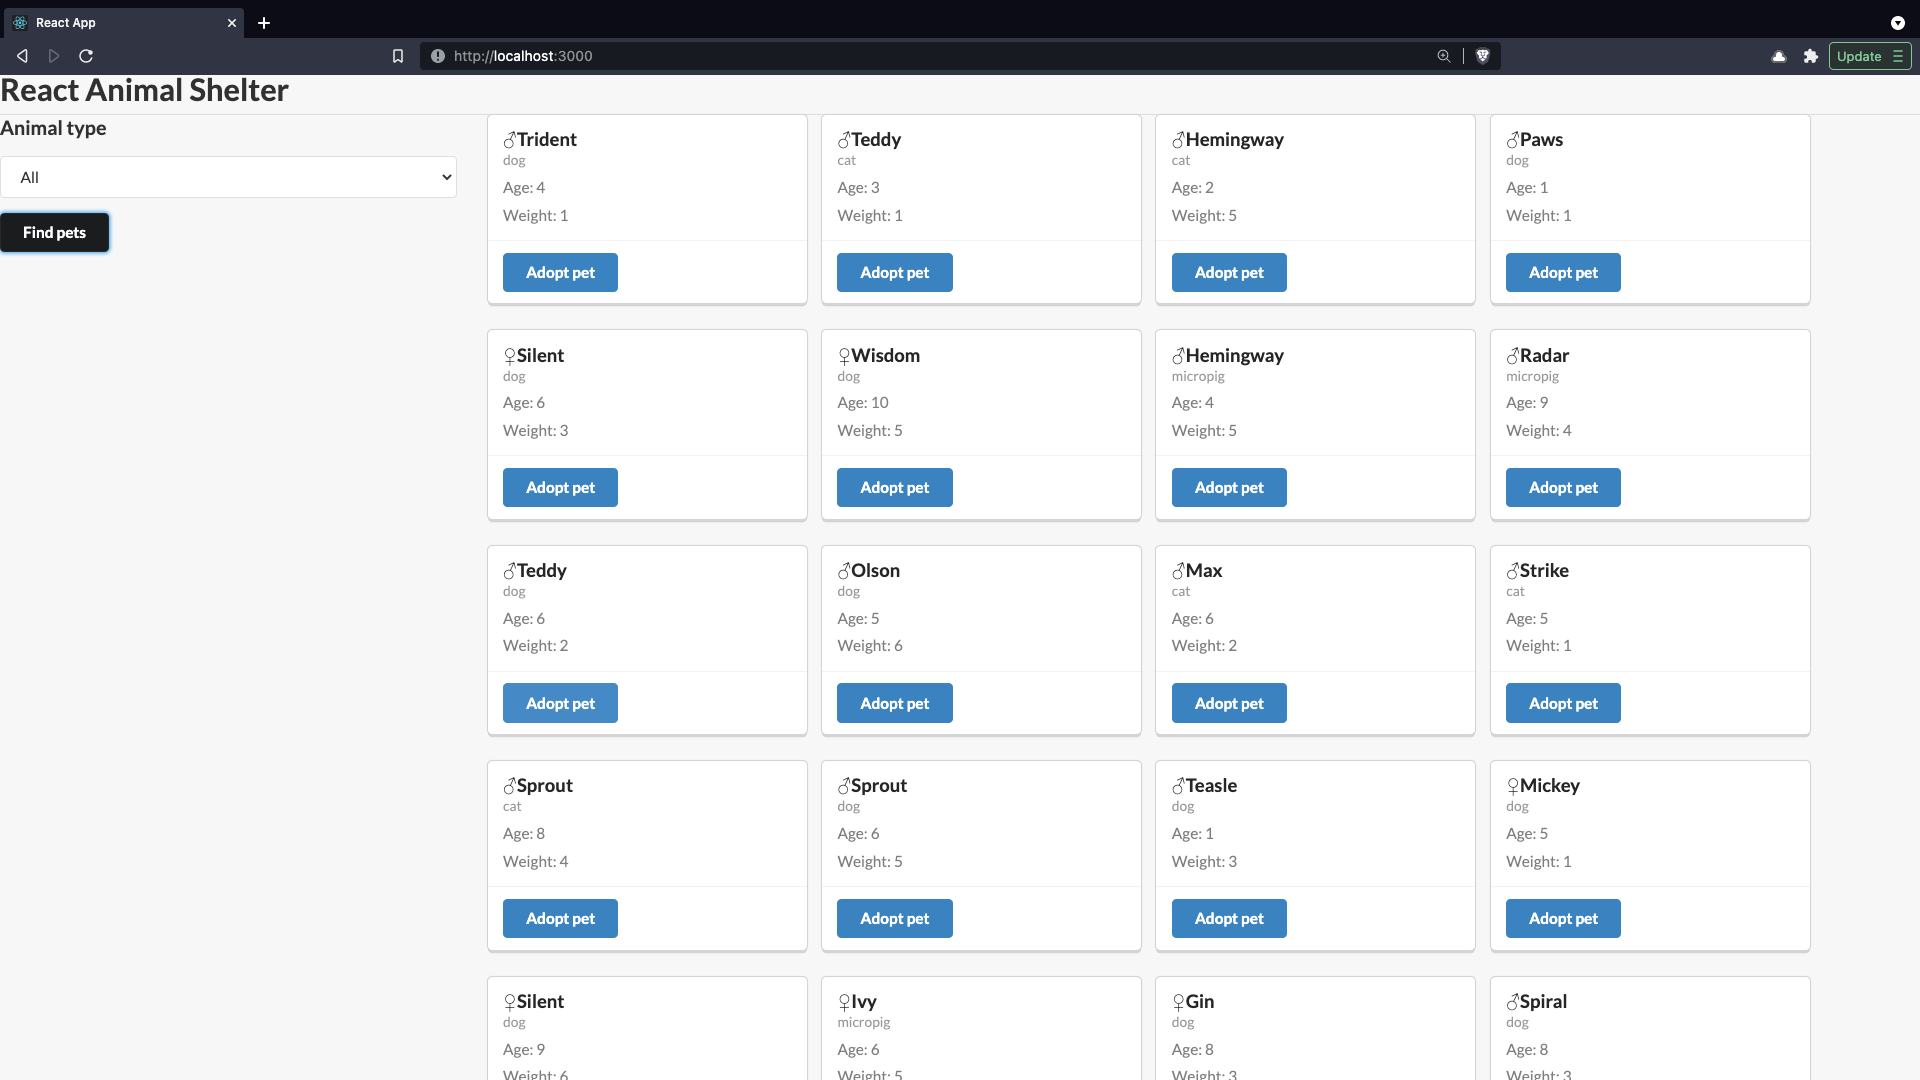 React App
http://localhost:3000
Update
React Animal Shelter
Animal type
All
Find pets
♂Trident
dog
Age: 4
Weight: 1
Adopt pet
♂Teddy
cat
Age: 3
Weight: 1
Adopt pet
♂Hemingway
cat
Age: 2
Weight: 5
Adopt pet
♂Paws
dog
Age: 1
Weight: 1
Adopt pet
♀Silent
dog
Age: 6
Weight: 3
Adopt pet
♀Wisdom
dog
Age: 10
Weight: 5
Adopt pet
♂Hemingway
micropig
Age: 4
Weight: 5
Adopt pet
♂Radar
micropig
Age: 9
Weight: 4
Adopt pet
♂Teddy
dog
Age: 6
Weight: 2
Adopt pet
♂Olson
dog
Age: 5
Weight: 6
Adopt pet
♂Max
cat
Age: 6
Weight: 2
Adopt pet
♂Strike
cat
Age: 5
Weight: 1
Adopt pet
♂Sprout
cat
Age: 8
Weight: 4
Adopt pet
♂Sprout
dog
Age: 6
Weight: 5
Adopt pet
♂Teasle
dog
Age: 1
Weight: 3
Adopt pet
♀Mickey
dog
Age: 5
Weight: 1
Adopt pet
♀Silent
dog
Age: 9
Weight: 6
♀Ivy
micropig
Age: 6
Weight: 5
♀Gin
dog
Age: 8
Weight: 3
♂Spiral
dog
Age: 8
Weight: 3